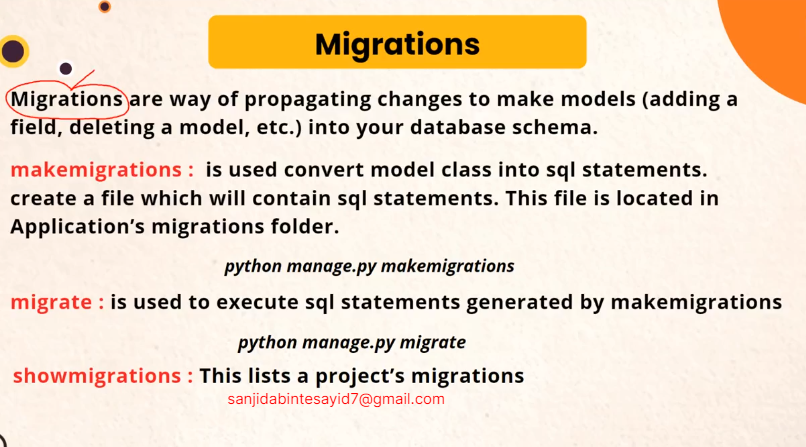 Migrations
Migrations are way of propagating changes to make models (adding a
field, deleting a model, etc.) into your database schema.
makemigrations : is used convert model class into sql statements.
create a file which will contain sql statements. This file is located in
Application’s migrations folder.
python manage.py makemigrations
migrate : is used to execute sql statements generated by makemigrations
python manage.py migrate
showmigrations : This lists a project’s migrations
sanjidabintesayid7@gmail.com